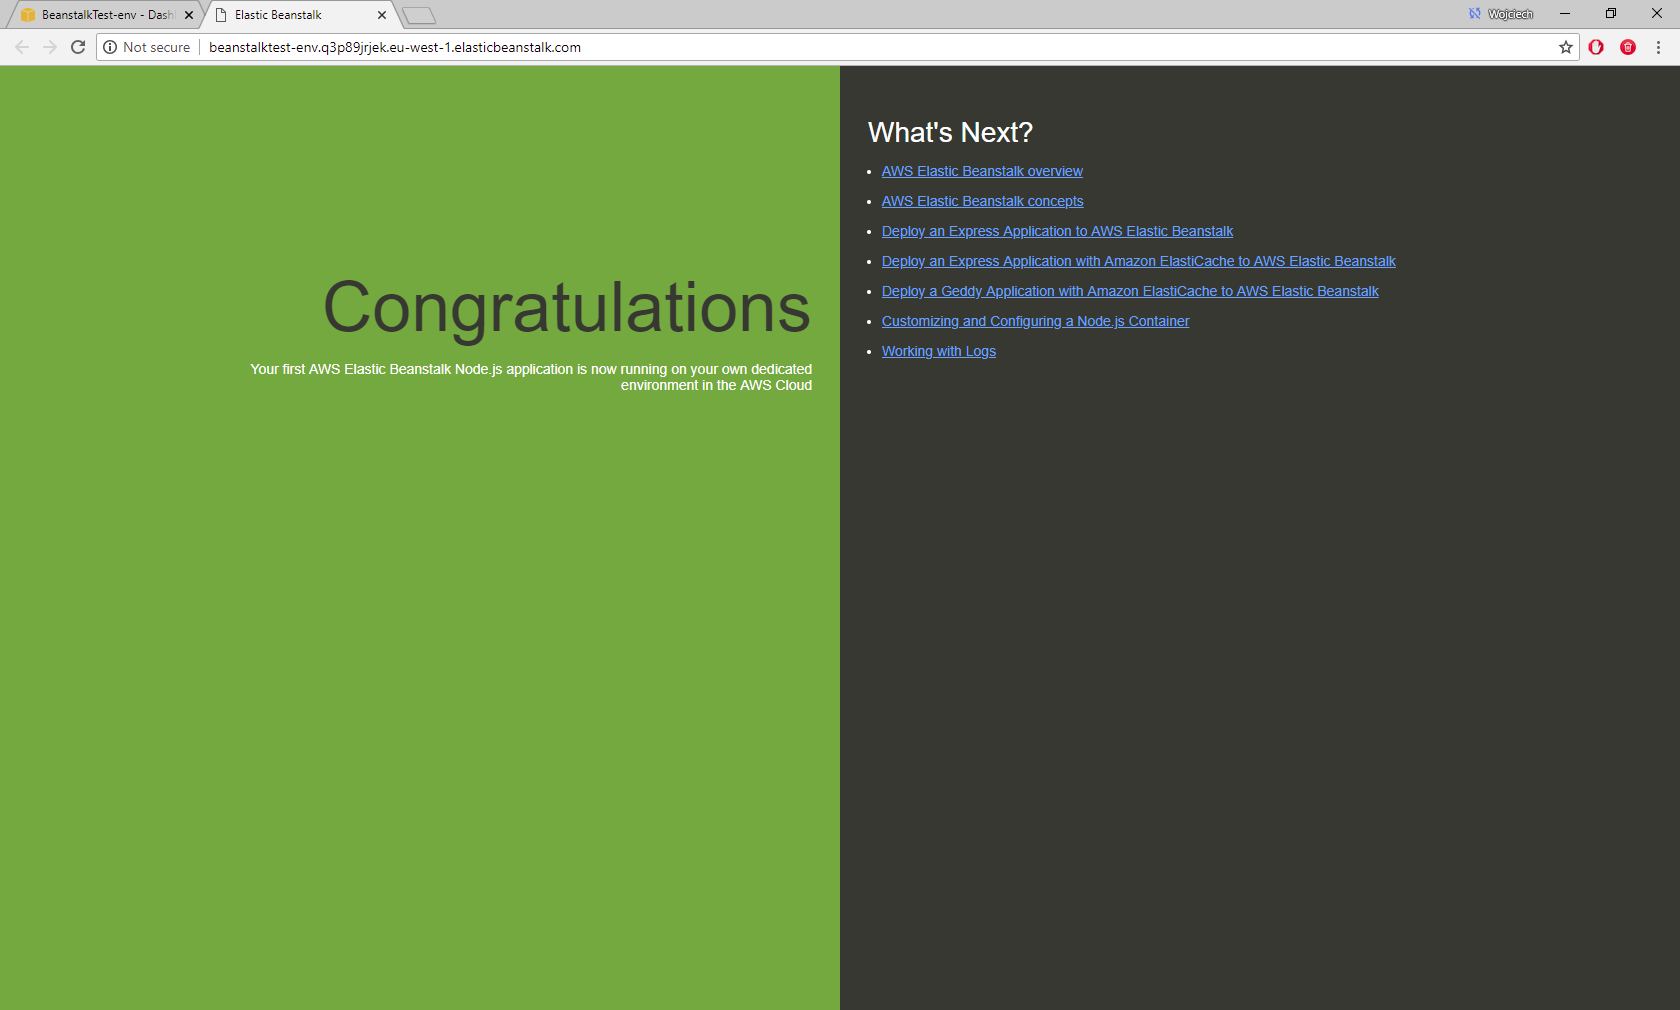 BeanstalkTest-env - Dash
Elastic Beanstalk
Wojciech
Not secure
beanstalktest-env.q3p89jrjek.eu-west-1.elasticbeanstalk.com
Congratulations
Your first AWS Elastic Beanstalk Node.js application is now running on your own dedicated
environment in the AWS Cloud
What's Next?
AWS Elastic Beanstalk overview
AWS Elastic Beanstalk concepts
Deploy an Express Application to AWS Elastic Beanstalk
Deploy an Express Application with Amazon ElastiCache to AWS Elastic Beanstalk
Deploy a Geddy Application with Amazon ElastiCache to AWS Elastic Beanstalk
Customizing and Configuring a Node.js Container
Working with Logs